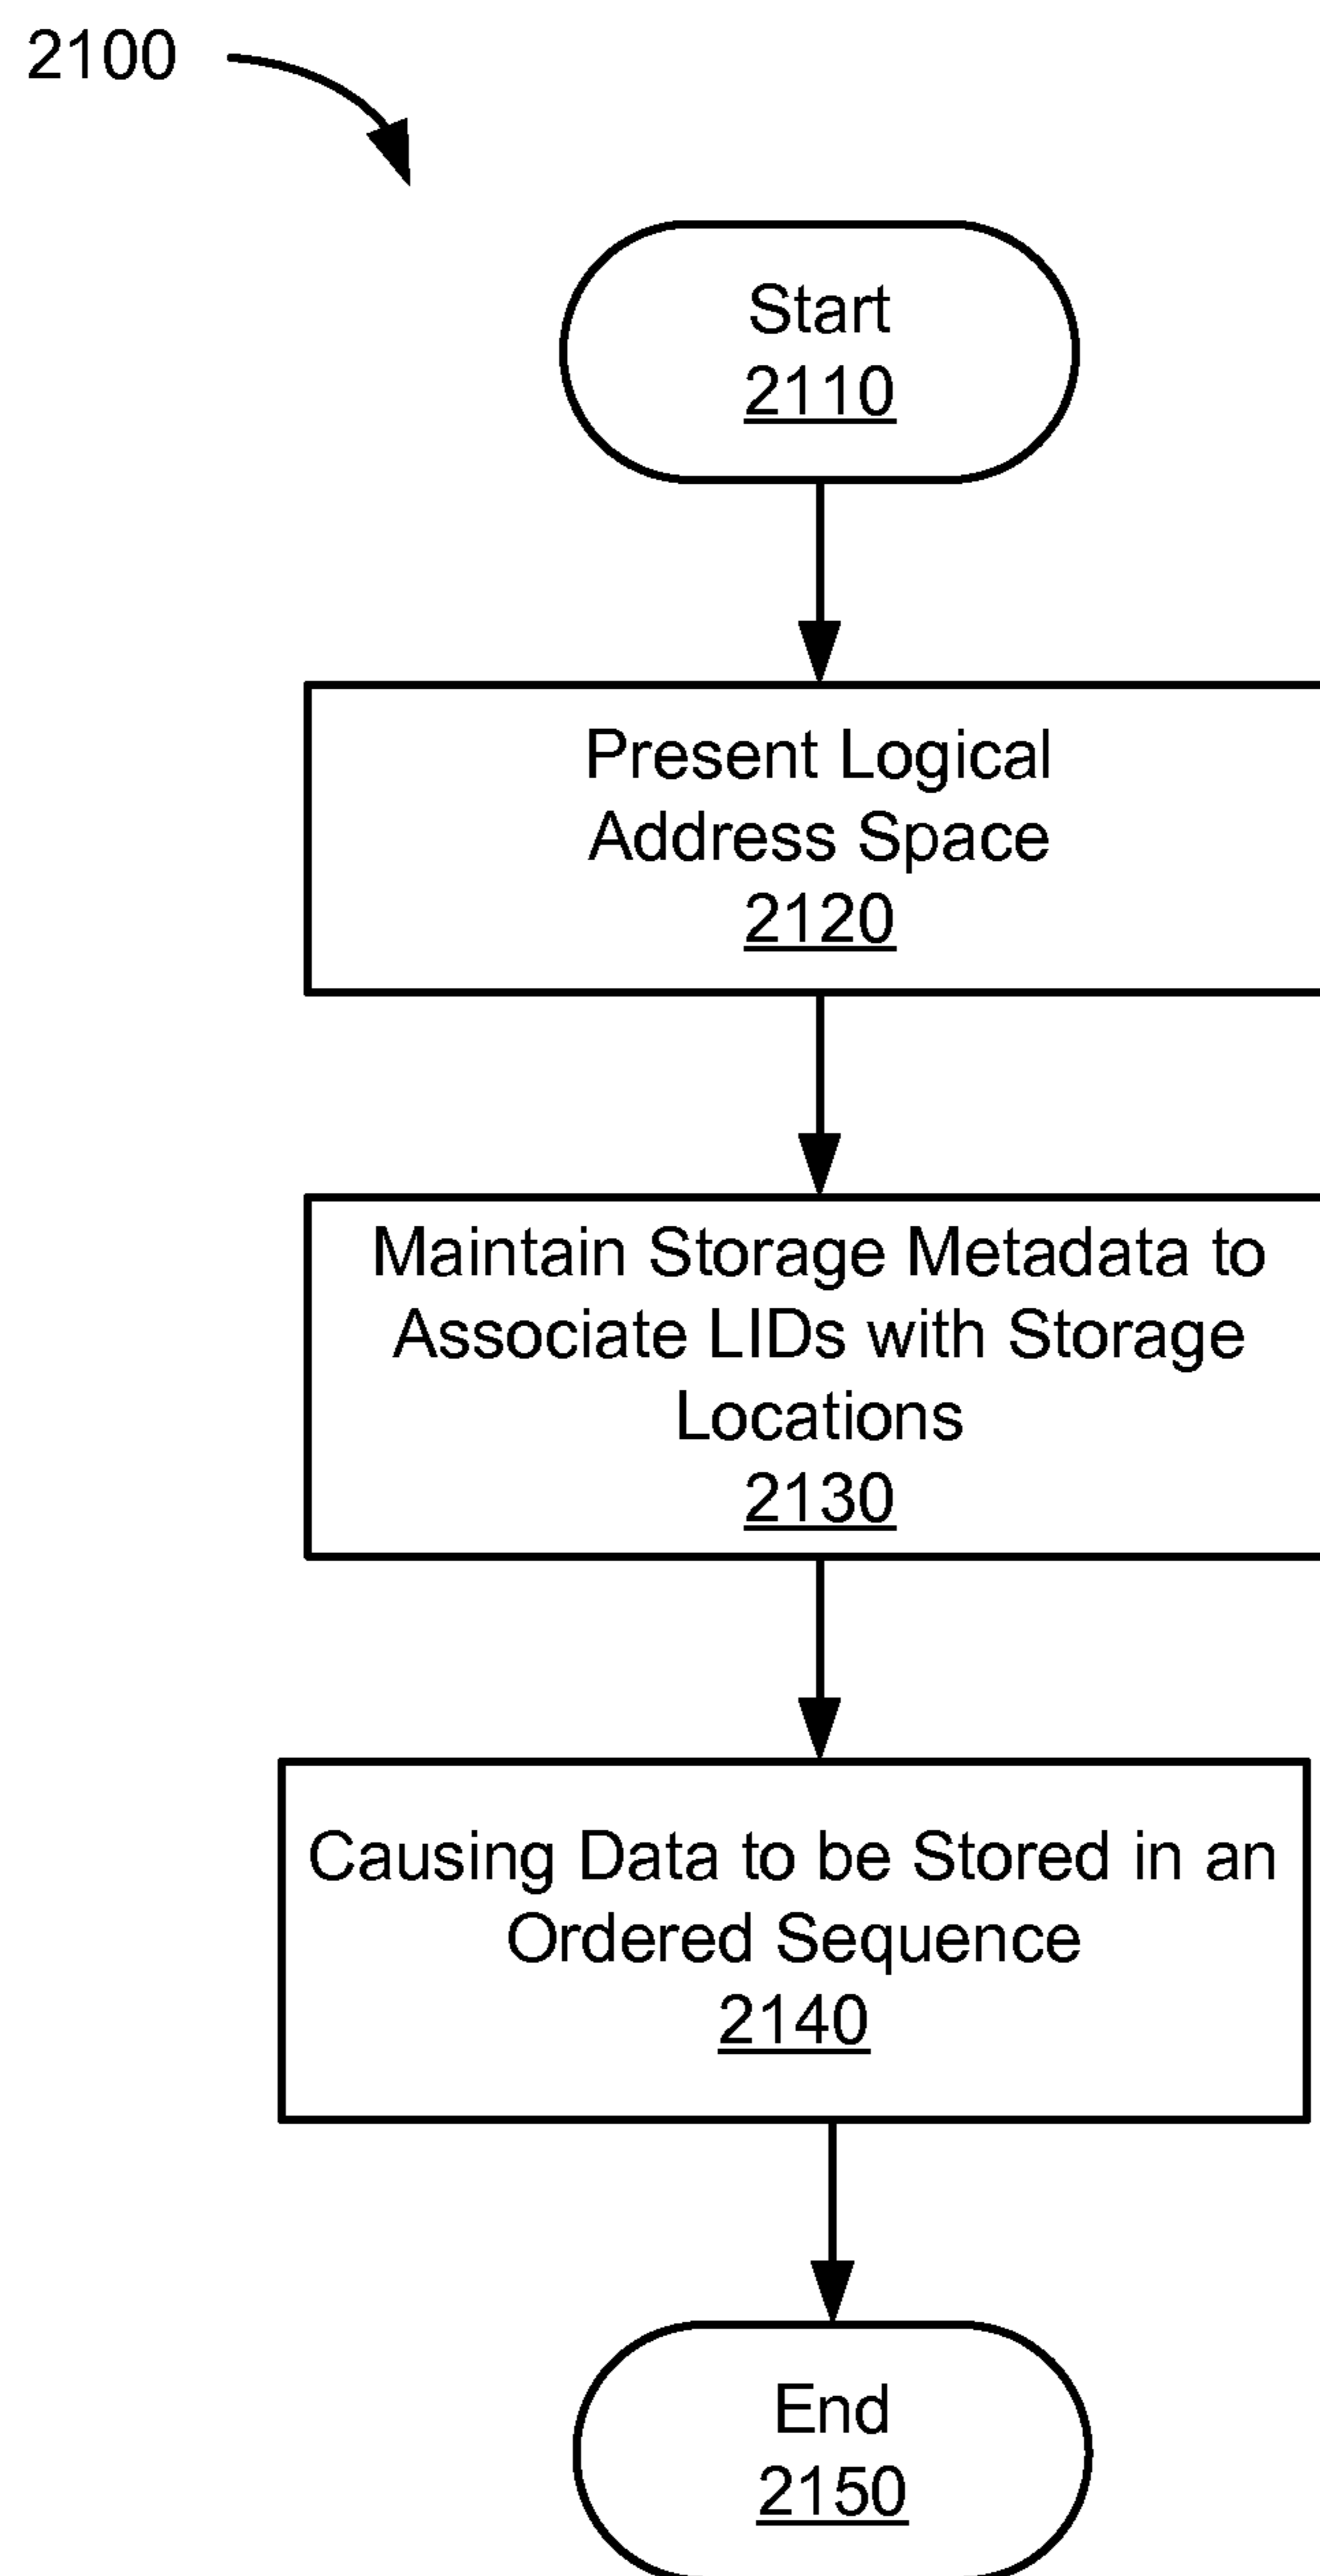 2100
Start
2110
Present Logical
Address Space
2120
Maintain Storage Metadata to
Associate LIDs with Storage
Locations
2130
Causing Data to be Stored in an
Ordered Sequence
2140
End
2150